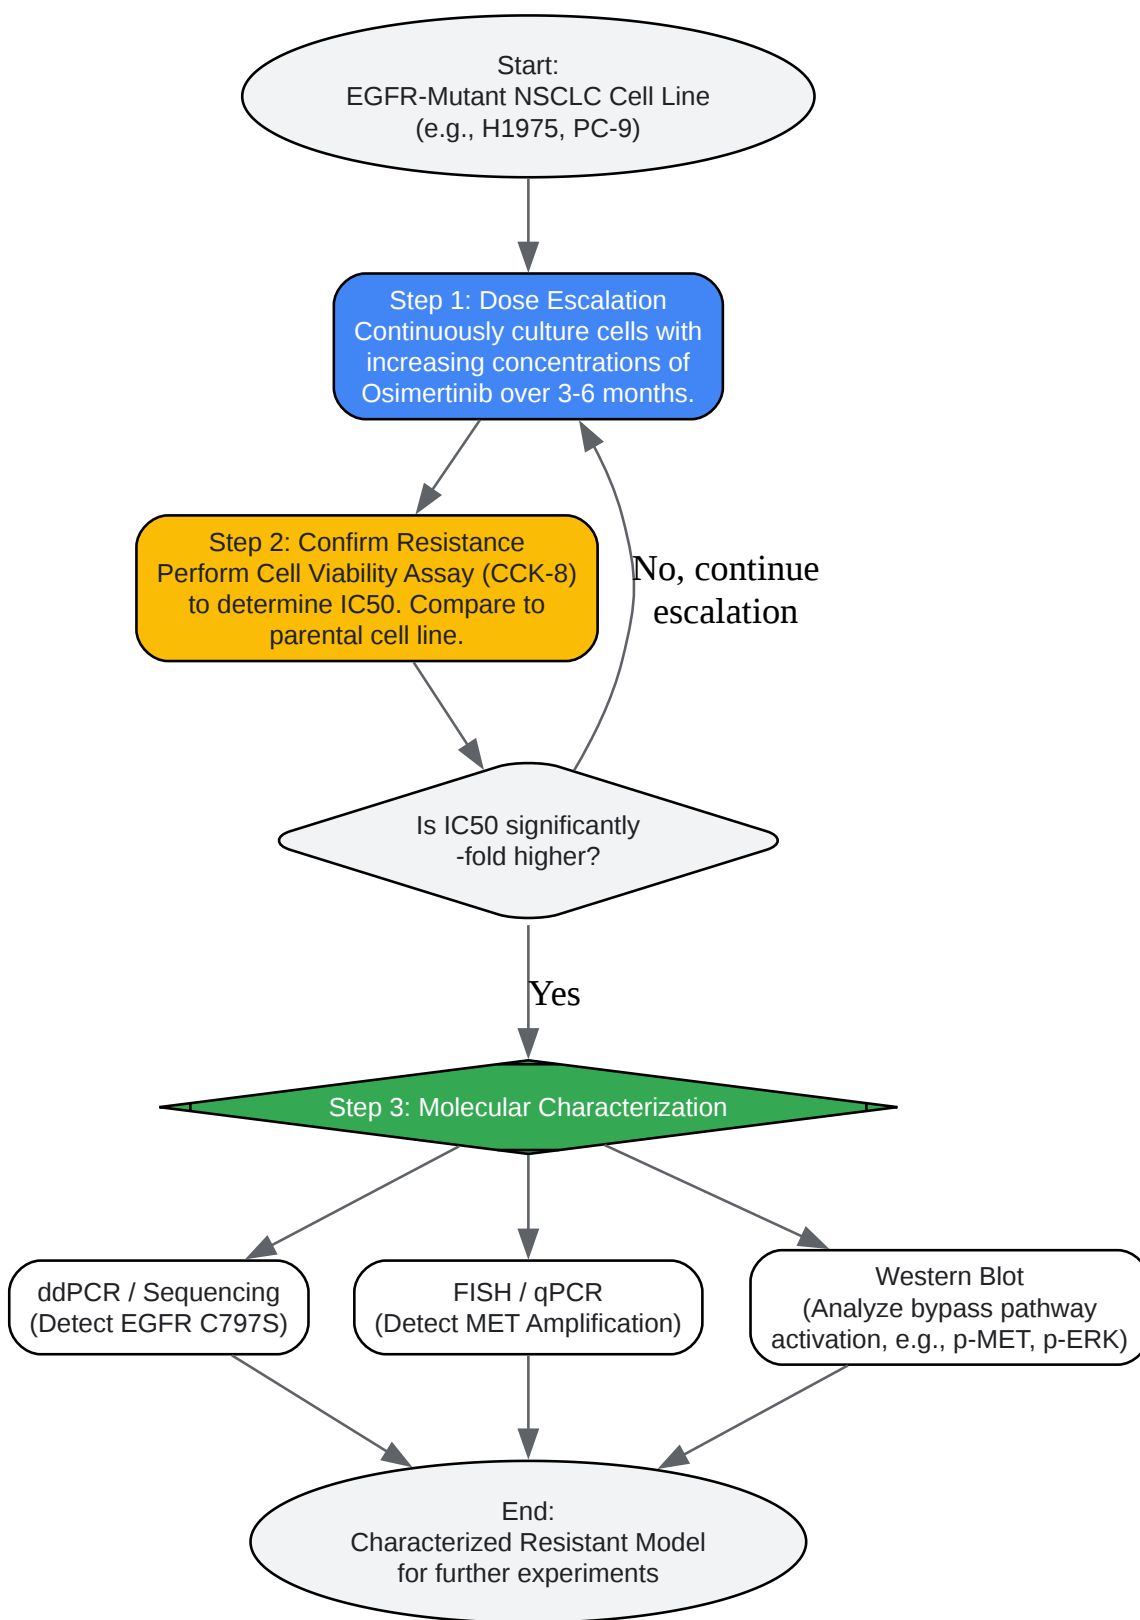 Start:
EGFR-Mutant NSCLC Cell Line
(e.g., H1975, PC-9)
Step 1: Dose Escalation
Continuously culture cells with
increasing concentrations of
Osimertinib over 3-6 months.
Step 2: Confirm Resistance
Perform Cell Viability Assay (CCK-8)
to determine IC50. Compare to
parental cell line.
No, continue
escalation
Is IC50 significantly
-fold higher?
Yes
Step 3: Molecular Characterization
ddPCR / Sequencing
(Detect EGFR C797S)
FISH / qPCR
(Detect MET Amplification)
Western Blot
(Analyze bypass pathway
activation, e.g., p-MET, p-ERK)
End:
Characterized Resistant Model
for further experiments